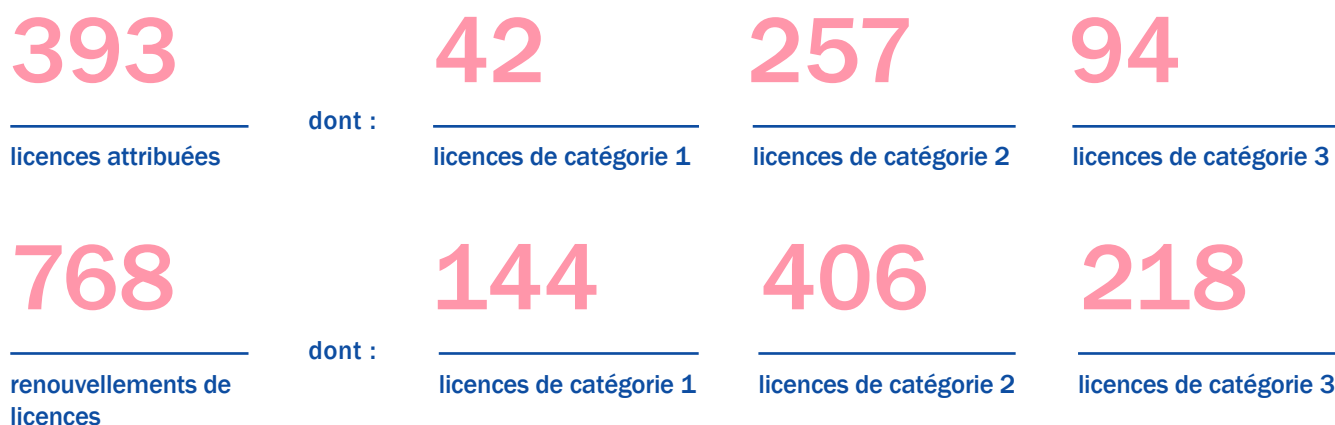 393 42 257 94
dont :
licences attribuées licences de catégorie 1 licences de catégorie 2 licences de catégorie 3
768 144 406 218
dont :
renouvellements de licences de catégorie 1 licences de catégorie 2 licences de catégorie 3
licences